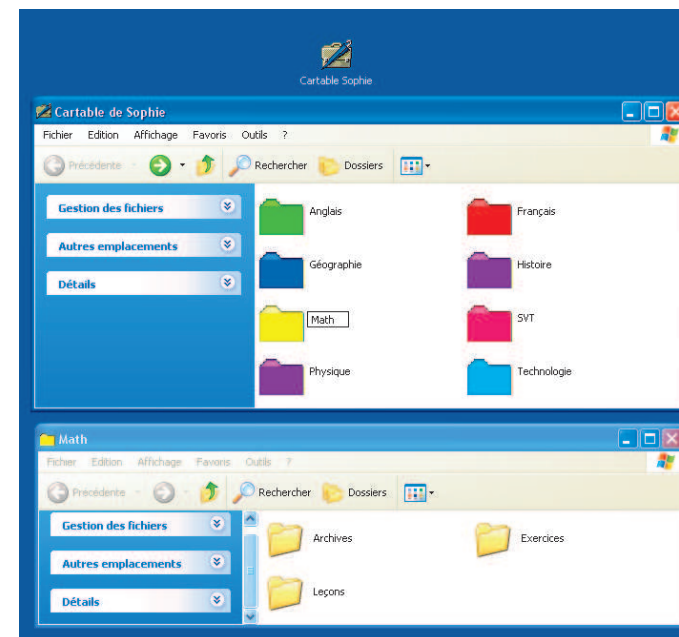 Cartable Sophie
Cartable de Sophie
Fichier Edition Affichage Favoris Outils ?
Précédente Rechercher Dossiers
Gestion des fichiers
Autres emplacements
Détails
Anglais Français
Géographie Histoire
Math SVT
Physique Technologie
Math
Fichier Edition Affichage Favoris Outils ?
Précédente Rechercher Dossiers
Gestion des fichiers
Autres emplacements
Détails
Archives Exercices
Leçons